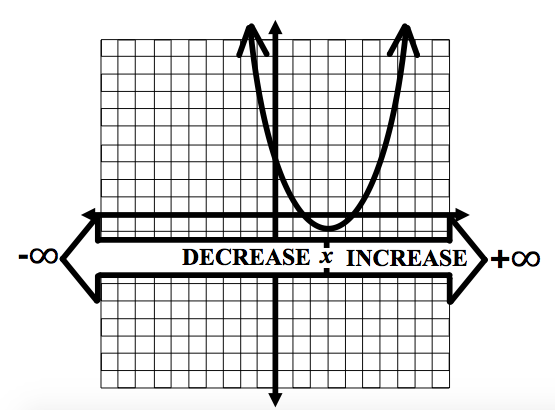 -∞ DECREASE x INCREASE +∞